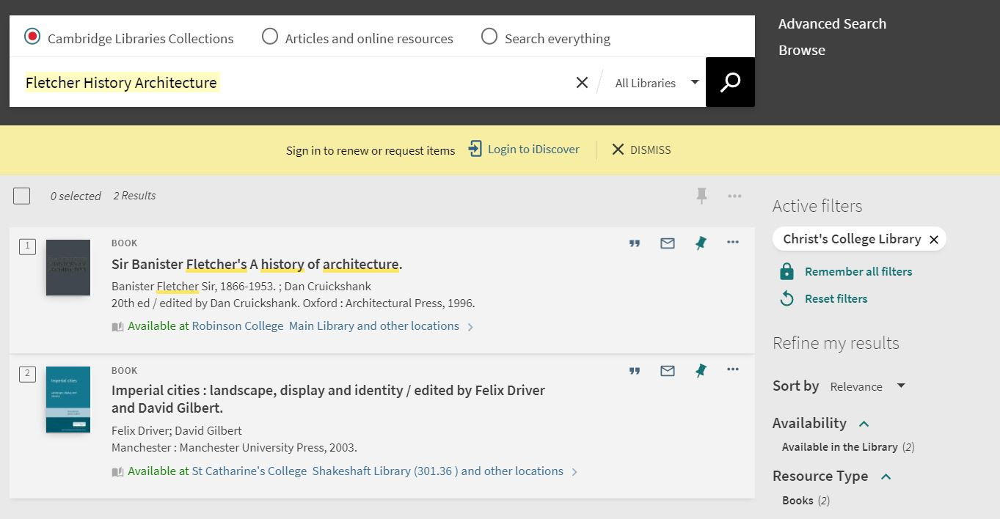 Cambridge Libraries Collections Articles and online resources Search everything
Advanced Search
Browse
Fletcher History Architecture
All Libraries
Sign in to renew or request items Login to iDiscover DISMISS
0 selected 2 Results
1
BOOK
Sir Banister Fletcher's A history of architecture.
Banister Fletcher Sir, 1866-1953. ; Dan Cruickshank
20th ed / edited by Dan Cruickshank. Oxford : Architectural Press, 1996.
Available at Robinson College Main Library and other locations
2
Imperial cities
BOOK
Imperial cities : landscape, display and identity / edited by Felix Driver
and David Gilbert.
Felix Driver; David Gilbert
Manchester : Manchester University Press, 2003.
Available at St Catharine's College Shakeshaft Library (301.36 ) and other locations
Active filters
Christ's College Library
Remember all filters
Reset filters
Refine my results
Sort by Relevance
Availability
Available in the Library (2)
Resource Type
Books (2)